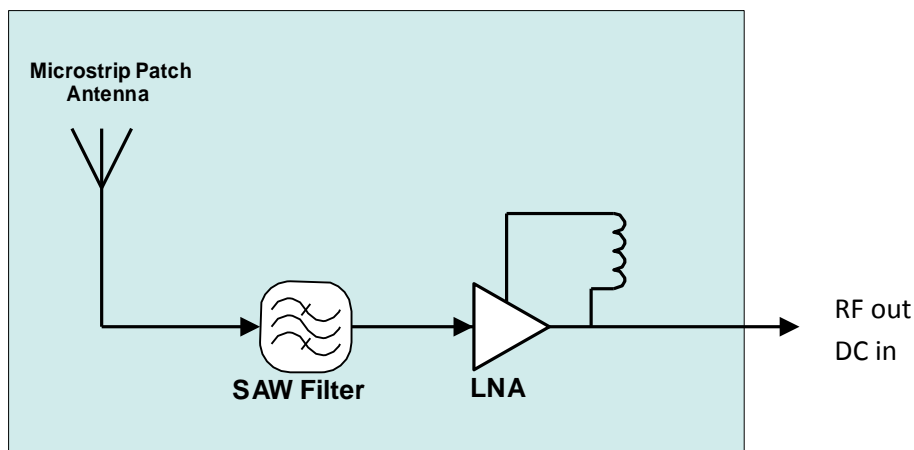 Microstrip Patch
Antenna
SAW Filter
LNA
RF out
DC in